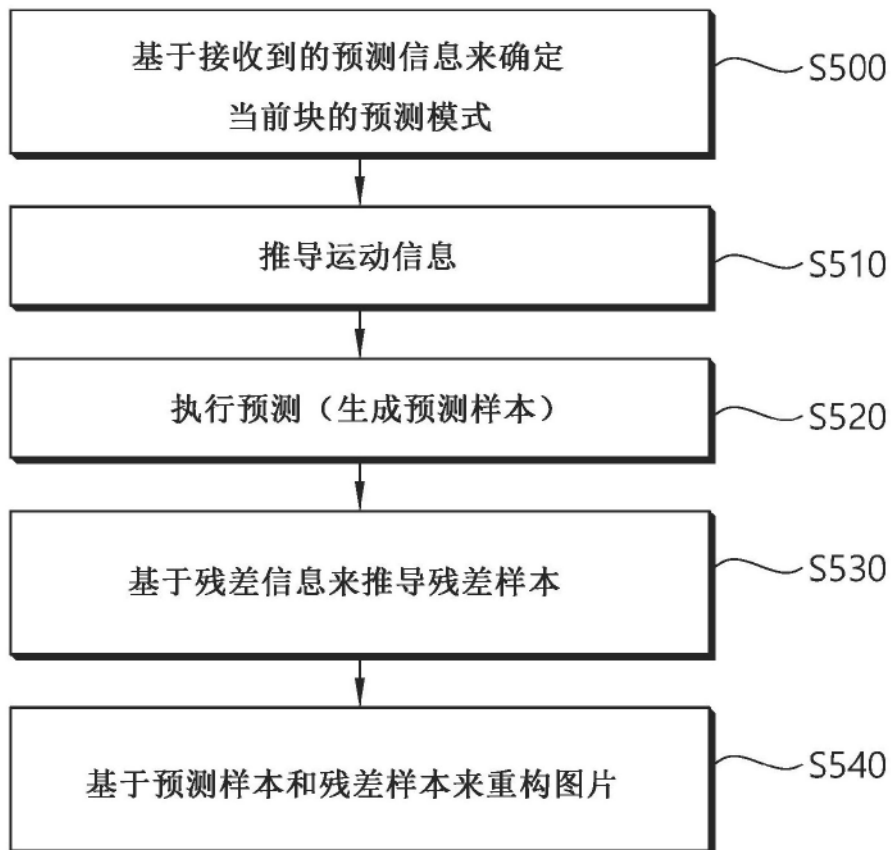 基于接收到的预测信息来确定
当前块的预测模式
S500
推导运动信息
S510
执行预测（生成预测样本）
S520
基于残差信息来推导残差样本
S530
基于预测样本和残差样本来重构图片
S540